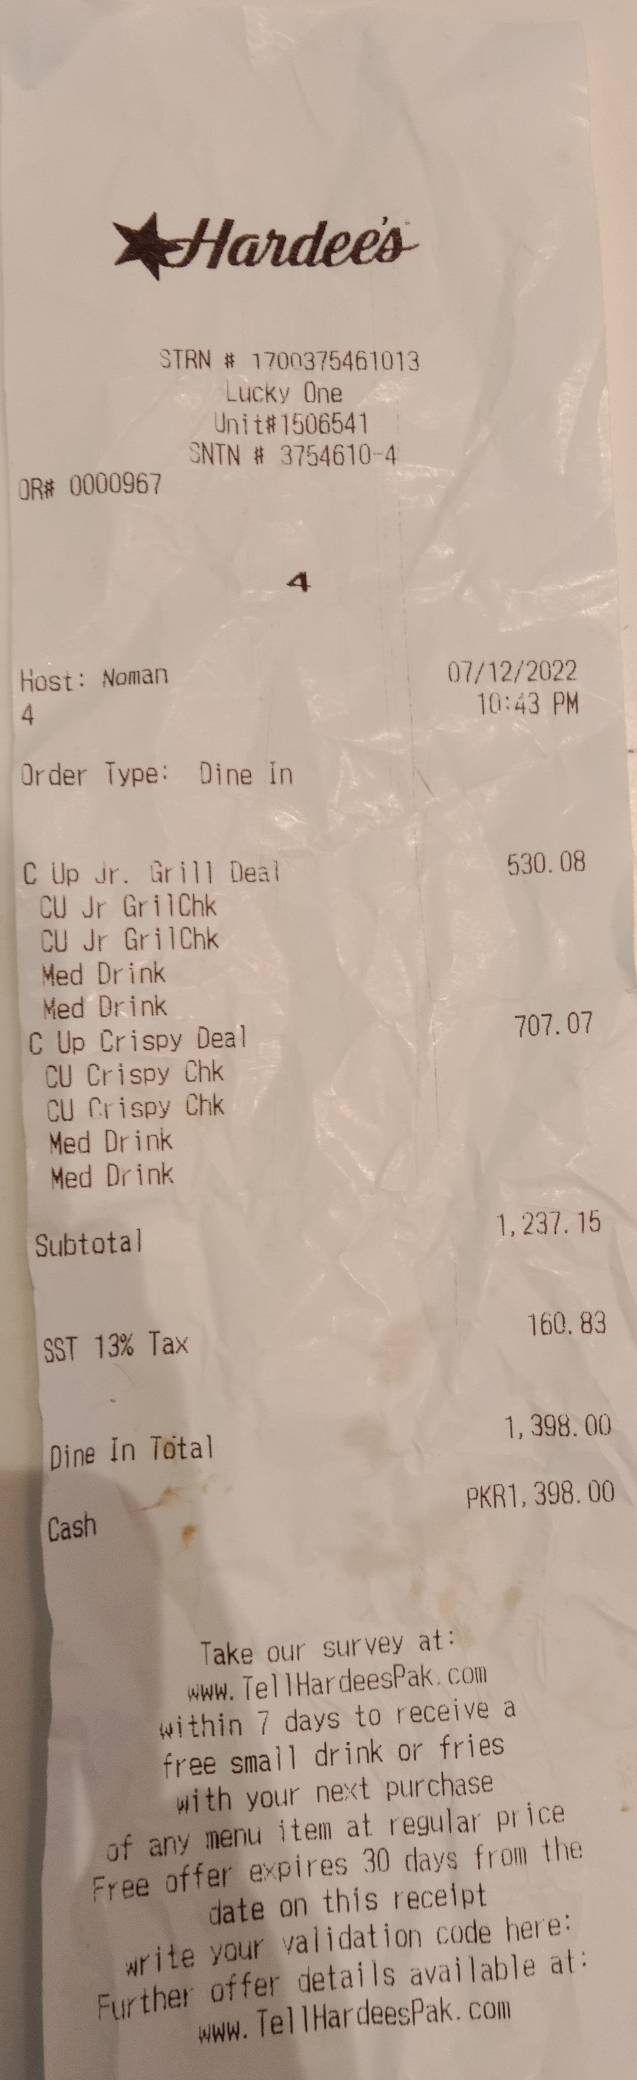 Hardee's
STRN # 1700375461013
Lucky One
Unit#1506541
SNTN # 3754610-4
OR# 0000967
4
Host: Noman 07/12/2022
4 10:43 PM
Order Type: Dine In
C Up Jr. Grill Deal 530.08
CU Jr GrilChk
CU Jr GrilChk
Med Drink
Med Drink
C Up Crispy Deal 707.07
CU Crispy Chk
CU Crispy Chk
Med Drink
Med Drink
Subtotal 1,237.15
SST 13% Tax 160.83
Dine In Total 1,398.00
Cash PKR1,398.00
Take our survey at:
www.TellHardeesPak.com
within 7 days to receive a
free small drink or fries
with your next purchase
of any menu item at regular price
Free offer expires 30 days from the
date on this receipt
write your validation code here:
Further offer details available at:
www.TellHardeesPak.com